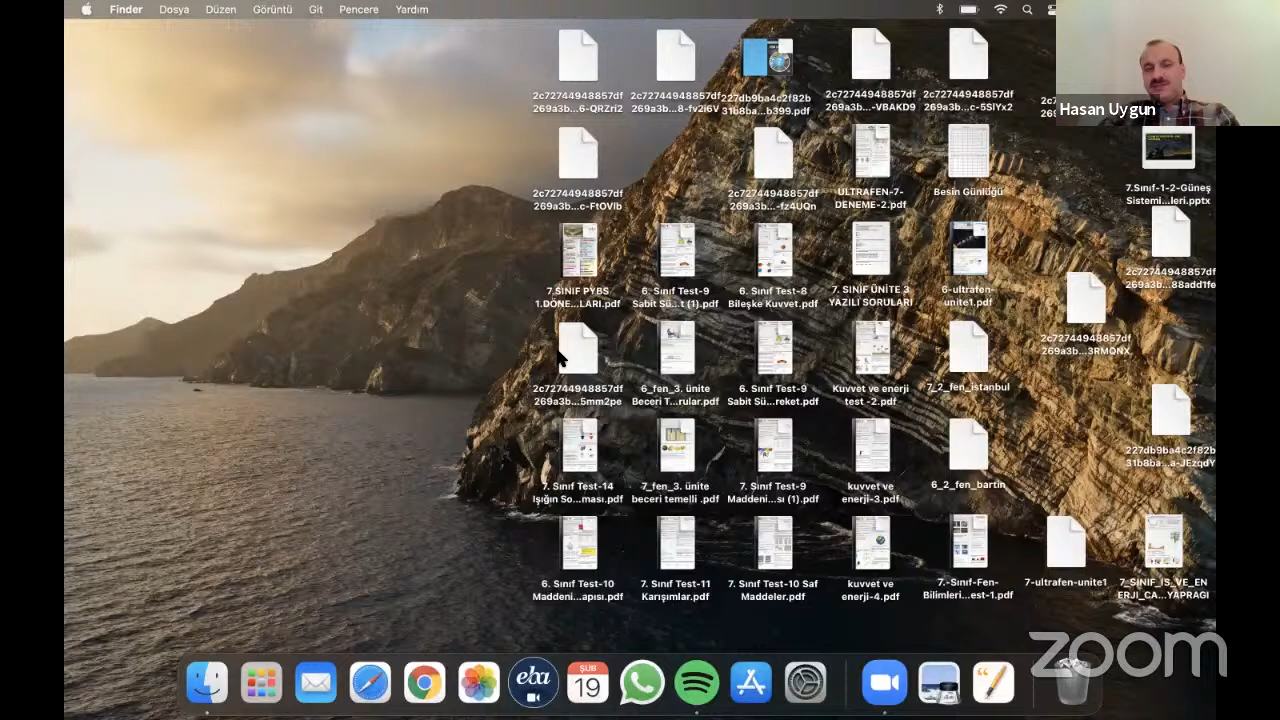 Finder Dosya Düzen Görüntü Git Pencere Yardım
Hasan Uygun
2c72744948857df
269a3b...6-QRZri2
2c72744948857df
269a3b...8-fv2i6V
227db9ba4c2f82b
31b8ba...b399.pdf
2c72744948857df
269a3b...-VBAKD9
2c72744948857df
269a3b...c-5SIYx2
2c72744948857df
269a3b...c-FtOVIb
2c72744948857df
269a3b...-fz4UQn
ULTRAFEN-7-
DENEME-2.pdf
Besin Günlüğü
7.Sınıf-1-2-Güneş
Sistemi...leri.pptx
7.SINIF PYBS
1.DÖNE...LARI.pdf
6. Sınıf Test-9
Sabit Sü...t (1).pdf
6. Sınıf Test-8
Bileşke Kuvvet.pdf
7. SINIF ÜNİTE 3
YAZILI SORULARI
6-ultrafen-
unite1.pdf
2c72744948857df
269a3b...88add1fe
2c72744948857df
269a3b...3RMQNX
2c72744948857df
269a3b...5mm2pe
6_fen_3. ünite
Beceri T...rular.pdf
6. Sınıf Test-9
Sabit Sü...reket.pdf
Kuvvet ve enerji
test -2.pdf
7_2_fen_istanbul
227db9ba4c2f82b
31b8ba...a-JEzqdY
7. Sınıf Test-14
Işığın So...ması.pdf
7_fen_3. ünite
beceri temelli .pdf
7. Sınıf Test-9
Maddeni...sı (1).pdf
kuvvet ve
enerji-3.pdf
6_2_fen_bartin
6. Sınıf Test-10
Maddeni...apısı.pdf
7. Sınıf Test-11
Karışımlar.pdf
7. Sınıf Test-10 Saf
Maddeler.pdf
kuvvet ve
enerji-4.pdf
7.-Sınıf-Fen-
Bilimleri...est-1.pdf
7-ultrafen-unite1
7_SINIF_IS_VE_EN
ERJI_CA...YAPRAGI
zoom
eba
ŞUB
19